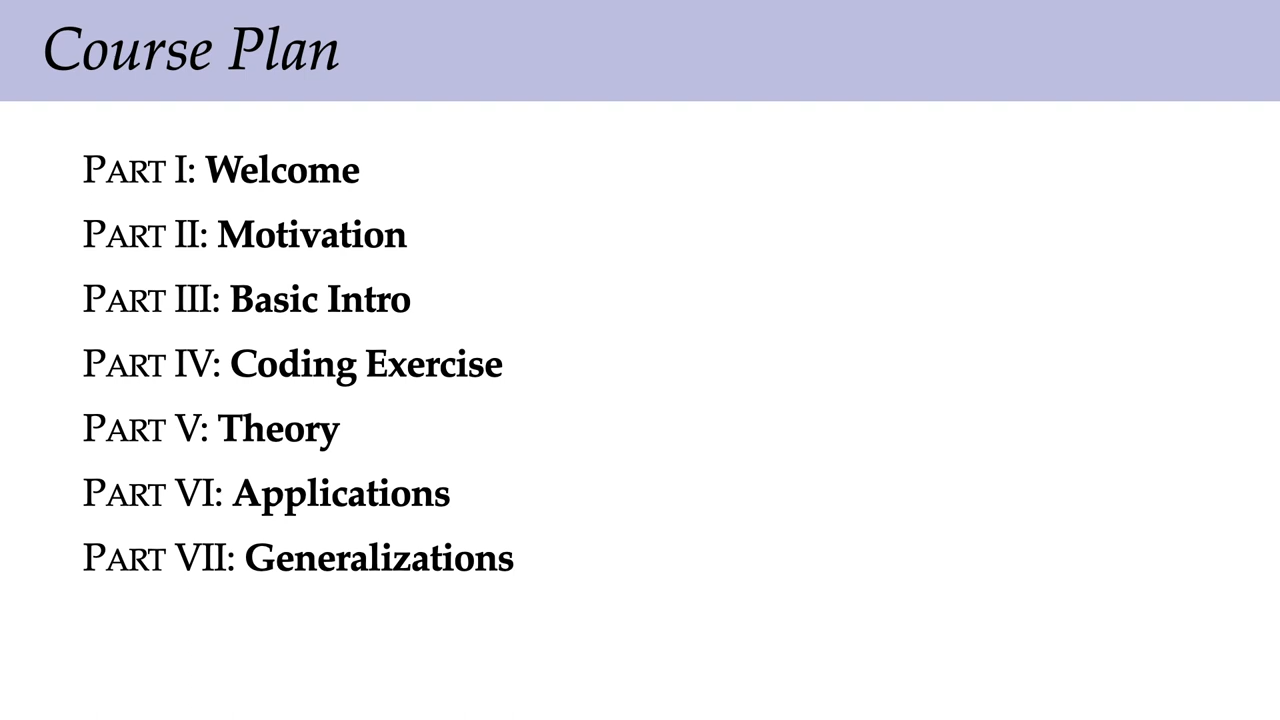 Course Plan
PART I: Welcome
PART II: Motivation
PART III: Basic Intro
PART IV: Coding Exercise
PART V: Theory
PART VI: Applications
PART VII: Generalizations